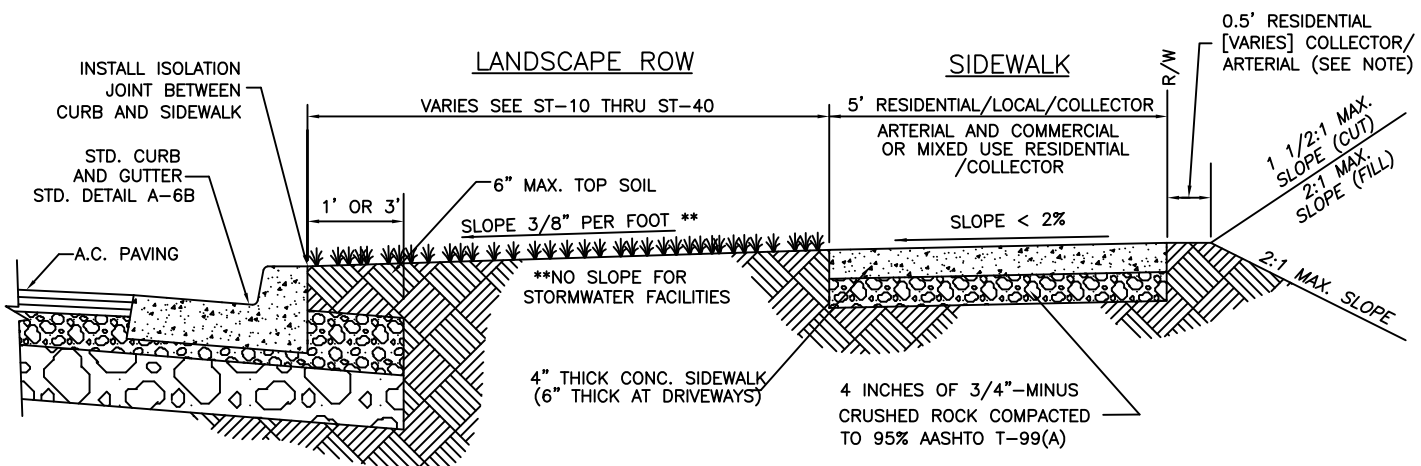 0.5' RESIDENTIAL
[VARIES] COLLECTOR/
ARTERIAL (SEE NOTE)
R/W
LANDSCAPE ROW
SIDEWALK
INSTALL ISOLATION
JOINT BETWEEN
CURB AND SIDEWALK
VARIES SEE ST-10 THRU ST-40
5' RESIDENTIAL/LOCAL/COLLECTOR
ARTERIAL AND COMMERCIAL
OR MIXED USE RESIDENTIAL
/COLLECTOR
1 1/2:1 MAX.
SLOPE (CUT)
2:1 MAX.
SLOPE (FILL)
STD. CURB
AND GUTTER
STD. DETAIL A-6B
6" MAX. TOP SOIL
1' OR 3'
SLOPE 3/8" PER FOOT **
SLOPE < 2%
A.C. PAVING
**NO SLOPE FOR
STORMWATER FACILITIES
2:1 MAX. SLOPE
4" THICK CONC. SIDEWALK
(6" THICK AT DRIVEWAYS)
4 INCHES OF 3/4"-MINUS
CRUSHED ROCK COMPACTED
TO 95% AASHTO T-99(A)